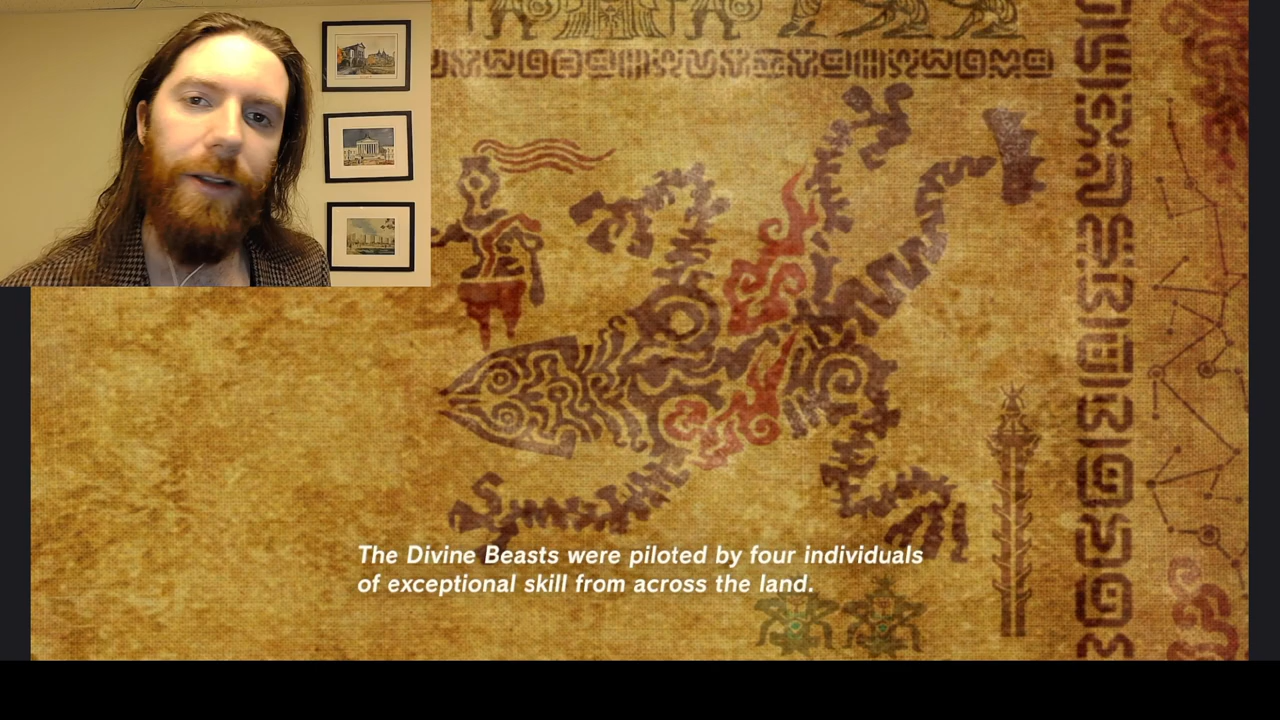 The Divine Beasts were piloted by four individuals
of exceptional skill from across the land.